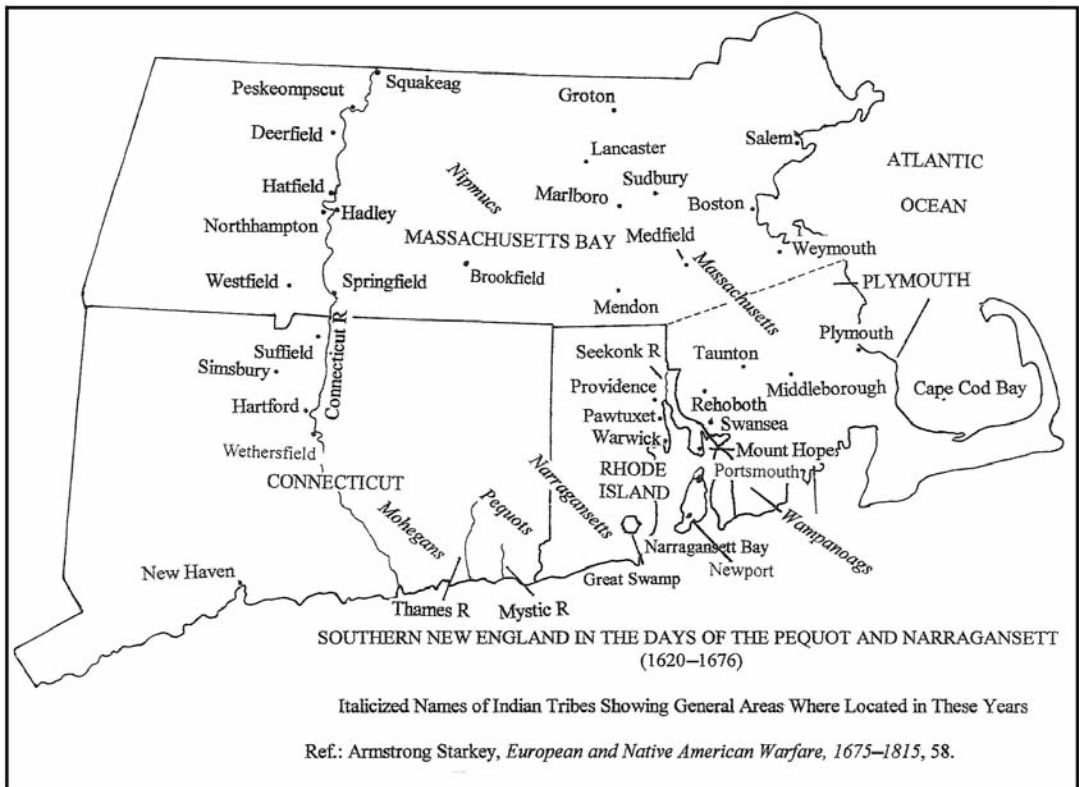 Squakeag
Peskeompscut
Groton
Deerfield
Salem
Lancaster
ATLANTIC
OCEAN
Hatfield
Nipmucs
Sudbury
Marlboro
Boston
Hadley
Northhampton
MASSACHUSETTS BAY
Medfield
Weymouth
Massachusetts
Westfield
Springfield
Brookfield
PLYMOUTH
Mendon
Connecticut R
Suffield
Simsbury
Seekonk R
Taunton
Plymouth
Providence
Middleborough
Cape Cod Bay
Hartford
Pawtuxet
Rehoboth
Swansea
Warwick
Mount Hope
Wethersfield
CONNECTICUT
RHODE
ISLAND
Portsmouth
Narragansetts
Pequots
Mohegans
Wampanoags
Narragansett Bay
Newport
Great Swamp
New Haven
Thames R
Mystic R
SOUTHERN NEW ENGLAND IN THE DAYS OF THE PEQUOT AND NARRAGANSETT
(1620–1676)
Italicized Names of Indian Tribes Showing General Areas Where Located in These Years
Ref.: Armstrong Starkey, European and Native American Warfare, 1675–1815, 58.